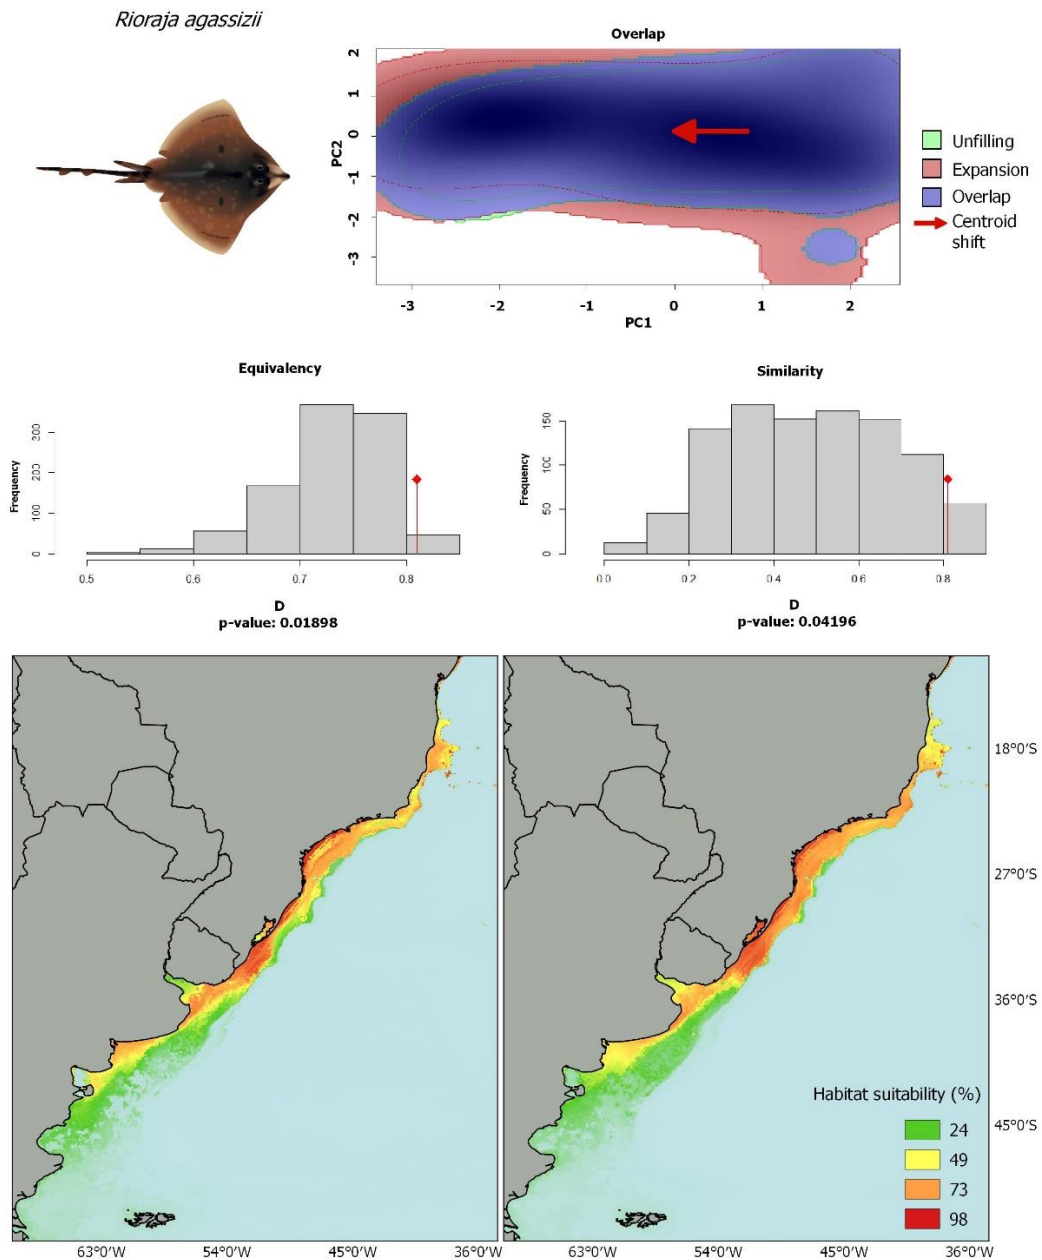 Rioraja agassizii
Overlap
PC2
2
1
0
-1
-2
-3
-3
-2
-1
0
1
2
PC1
Unfilling
Expansion
Overlap
Centroid
shift
Equivalency
Frequency
0
100
200
300
0.5
0.6
0.7
0.8
D
p-value: 0.01898
Similarity
Frequency
0
50
100
150
0.0
0.2
0.4
0.6
0.8
D
p-value: 0.04196
18°0'S
27°0'S
36°0'S
45°0'S
Habitat suitability (%)
24
49
73
98
63°0'W
54°0'W
45°0'W
36°0'W
63°0'W
54°0'W
45°0'W
36°0'W